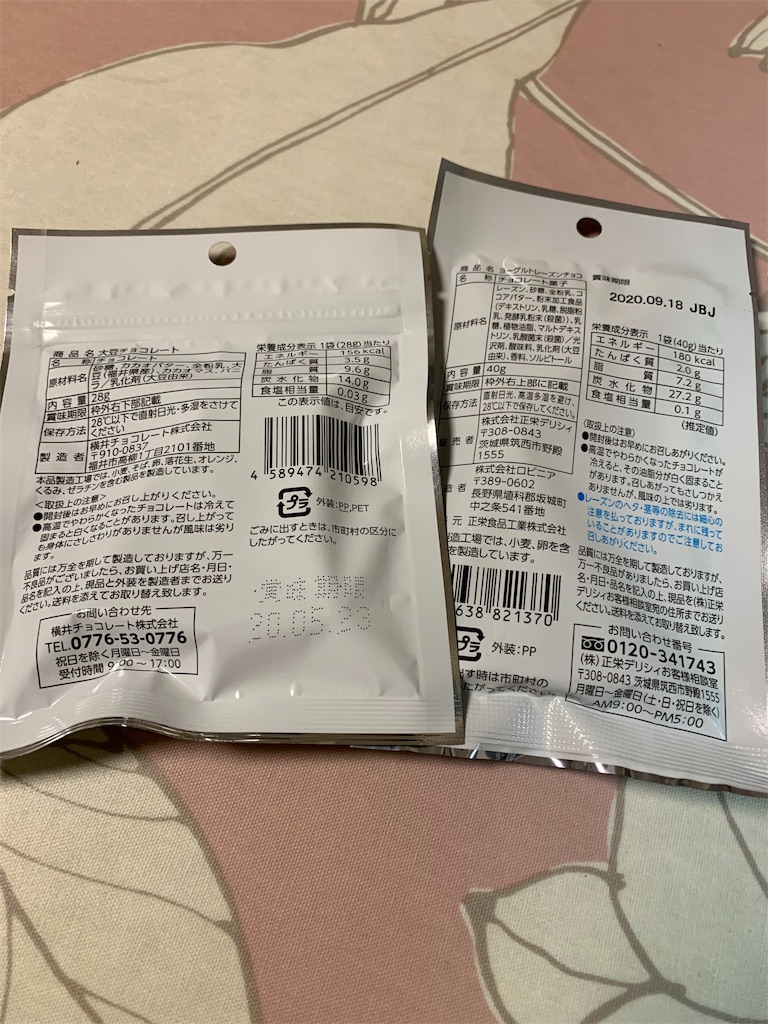 商品名 大豆チョコレート
名称 チョコレート
原材料名 砂糖、カカオバター、全粉乳、大
豆(福井県産)、カカオマス、バニ
ラ/乳化剤(大豆由来)
内容量 28g
賞味期限 枠外右下部に記載
保存方法 28℃以下で直射日光・多湿をさけて
ください
製造者 横井チョコレート株式会社
〒910-0837
福井市高柳1丁目2101番地
本品製造工場では、小麦、そば、卵、落花生、オレンジ、
くるみ、ゼラチンを含む製品を製造しています。
<取扱上の注意>
●開封後はお早めにお召し上がりください。
●高温でやわらかくなったチョコレートは冷えて
固まると白くなることがあります。召し上がって
も身体にさしさわりがありませんが風味は劣り
ます。
品質には万全を期して製造しておりますが、万一
不良品がございましたら、お買上げ店名・月日・
品名を記入の上、現品と外装を製造者までお送り
ください。送料を添えてお取り替え致します。
お問い合わせ先
横井チョコレート株式会社
TEL.0776-53-0776
祝日を除く月曜日〜金曜日
受付時間 9:00〜17:00
栄養成分表示 1袋(28g)当たり
エネルギー 156kcal
たんぱく質 3.5g
脂質 9.6g
炭水化物 14.0g
食塩相当量 0.03g
この表示値は、目安です。
4 589474 210598
プラ 外装:PP,PET
ごみに出すときは、市町村の区分に
したがってください。
賞味期限
商品名 ヨーグルトレーズンチョコ
名称 チョコレート菓子
原材料名 レーズン、砂糖、全粉乳、コ
コアバター、粉末加工食品
(デキストリン、乳糖、脱脂粉
乳、発酵乳粉末(殺菌))、乳
糖、植物油脂、マルトデキス
トリン、乳酸菌末(殺菌)/光
沢剤、酸味料、乳化剤(大豆
由来)、香料、ソルビトール
内容量 40g
賞味期限 枠外右上部に記載
保存方法 直射日光、高温多湿を避け、
28℃以下で保存してください
販売者 株式会社正栄デリシィ
〒308-0843
茨城県筑西市野殿
1555
造者 株式会社ロピニア
〒389-0602
長野県埴科郡坂城町
中之条541番地
元 正栄食品工業株式会社
造工場では、小麦、卵を含
を製造しています。
638 821370
プラ 外装:PP
出す時は市町村の
たがってください
賞味期限
2020.09.18 JBJ
栄養成分表示 1袋(40g)当たり
エネルギー 180kcal
たんぱく質 2.0g
脂質 7.2g
炭水化物 27.2g
食塩相当量 0.1g
(推定値)
〈取扱上の注意〉
●開封後はお早めにお召しあがりください。
●高温でやわらかくなったチョコレートが
冷えると、その油脂分が白く固まること
があります。召しあがってもさしつかえ
ありませんが、風味の上では劣ります。
●レーズンのヘタ・茎等の除去には細心の
注意を払っておりますが、まれに残って
いることがありますのでご注意してお
召しあがりください。
品質には万全を期して製造しておりますが、
万一不良品がありましたら、お買い上げ店
名・月日・品名を記入の上、現品を(株)正栄
デリシィお客様相談室宛の住所までお送り
ください。送料を添えてお取り替え致します。
お問い合わせ番号
0120-341743
(株)正栄デリシィお客様相談室
〒308-0843 茨城県筑西市野殿1555
月曜日〜金曜日(土・日・祝日を除く)
AM9:00〜PM5:00